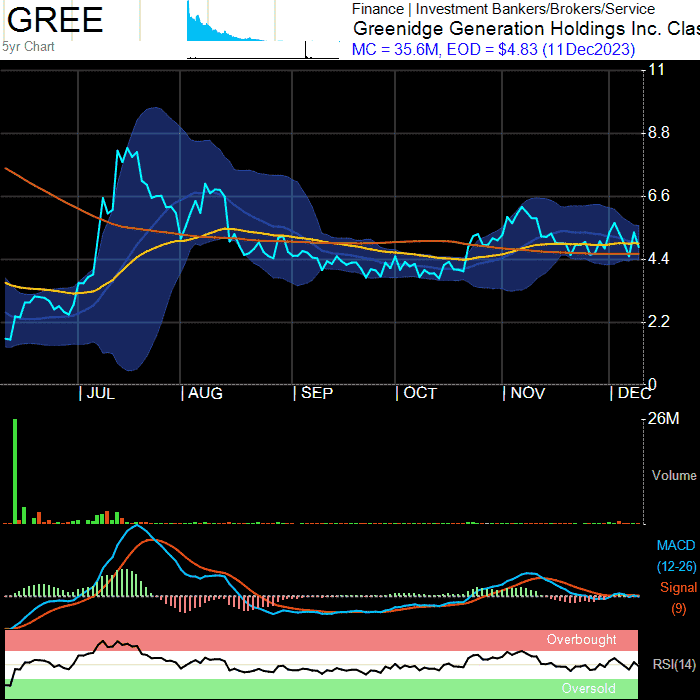 GREE
5yr Chart
Finance | Investment Bankers/Brokers/Service
Greenidge Generation Holdings Inc. Clas
MC = 35.6M, EOD = $4.83 (11Dec2023)
11
8.8
6.6
4.4
2.2
0
| JUL | AUG | SEP | OCT | NOV | DEC
26M
Volume
MACD
(12-26)
Signal
(9)
Overbought
RSI(14)
Oversold